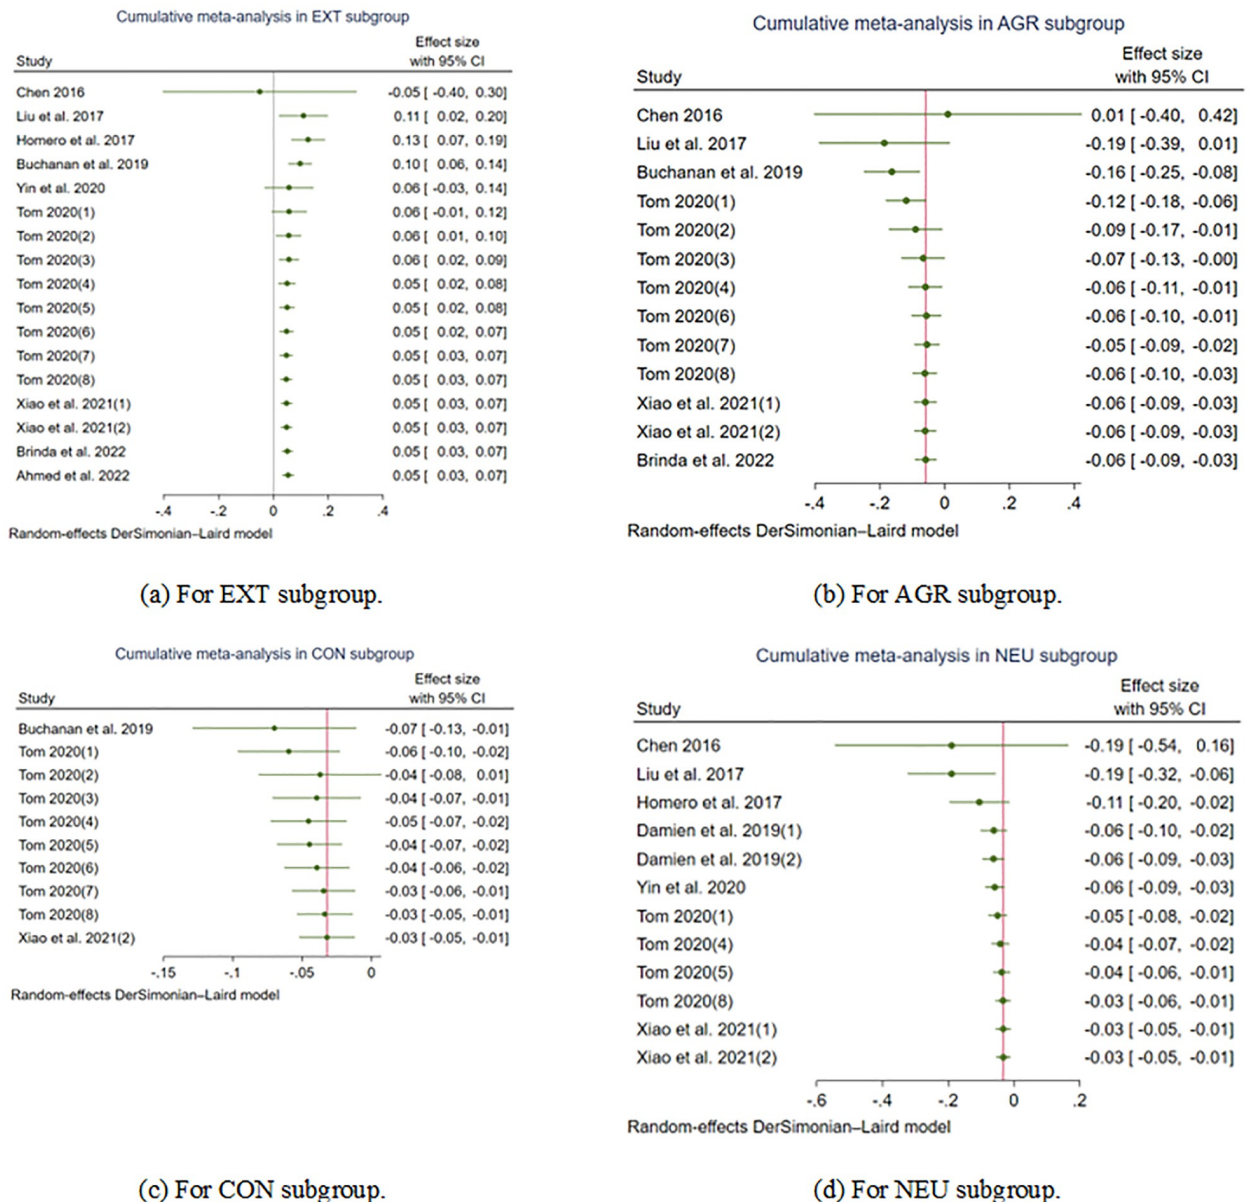 Cumulative meta-analysis in EXT subgroup
Effect size
Study with 95% CI
Chen 2016 -0.05 [ -0.40, 0.30]
Liu et al. 2017 0.11 [ 0.02, 0.20]
Homero et al. 2017 0.13 [ 0.07, 0.19]
Buchanan et al. 2019 0.10 [ 0.06, 0.14]
Yin et al. 2020 0.06 [ -0.03, 0.14]
Tom 2020(1) 0.06 [ -0.01, 0.12]
Tom 2020(2) 0.06 [ 0.01, 0.10]
Tom 2020(3) 0.06 [ 0.02, 0.09]
Tom 2020(4) 0.05 [ 0.02, 0.08]
Tom 2020(5) 0.05 [ 0.02, 0.08]
Tom 2020(6) 0.05 [ 0.02, 0.07]
Tom 2020(7) 0.05 [ 0.03, 0.07]
Tom 2020(8) 0.05 [ 0.03, 0.07]
Xiao et al. 2021(1) 0.05 [ 0.03, 0.07]
Xiao et al. 2021(2) 0.05 [ 0.03, 0.07]
Brinda et al. 2022 0.05 [ 0.03, 0.07]
Ahmed et al. 2022 0.05 [ 0.03, 0.07]
-.4 -.2 0 .2 .4
Random-effects DerSimonian–Laird model
(a) For EXT subgroup.
Cumulative meta-analysis in AGR subgroup
Effect size
Study with 95% CI
Chen 2016 0.01 [ -0.40, 0.42]
Liu et al. 2017 -0.19 [ -0.39, 0.01]
Buchanan et al. 2019 -0.16 [ -0.25, -0.08]
Tom 2020(1) -0.12 [ -0.18, -0.06]
Tom 2020(2) -0.09 [ -0.17, -0.01]
Tom 2020(3) -0.07 [ -0.13, -0.00]
Tom 2020(4) -0.06 [ -0.11, -0.01]
Tom 2020(6) -0.06 [ -0.10, -0.01]
Tom 2020(7) -0.05 [ -0.09, -0.02]
Tom 2020(8) -0.06 [ -0.10, -0.03]
Xiao et al. 2021(1) -0.06 [ -0.09, -0.03]
Xiao et al. 2021(2) -0.06 [ -0.09, -0.03]
Brinda et al. 2022 -0.06 [ -0.09, -0.03]
-.4 -.2 0 .2 .4
Random-effects DerSimonian–Laird model
(b) For AGR subgroup.
Cumulative meta-analysis in CON subgroup
Effect size
Study with 95% CI
Buchanan et al. 2019 -0.07 [ -0.13, -0.01]
Tom 2020(1) -0.06 [ -0.10, -0.02]
Tom 2020(2) -0.04 [ -0.08, 0.01]
Tom 2020(3) -0.04 [ -0.07, -0.01]
Tom 2020(4) -0.05 [ -0.07, -0.02]
Tom 2020(5) -0.04 [ -0.07, -0.02]
Tom 2020(6) -0.04 [ -0.06, -0.02]
Tom 2020(7) -0.03 [ -0.06, -0.01]
Tom 2020(8) -0.03 [ -0.05, -0.01]
Xiao et al. 2021(2) -0.03 [ -0.05, -0.01]
-.15 -.1 -.05 0
Random-effects DerSimonian–Laird model
(c) For CON subgroup.
Cumulative meta-analysis in NEU subgroup
Effect size
Study with 95% CI
Chen 2016 -0.19 [ -0.54, 0.16]
Liu et al. 2017 -0.19 [ -0.32, -0.06]
Homero et al. 2017 -0.11 [ -0.20, -0.02]
Damien et al. 2019(1) -0.06 [ -0.10, -0.02]
Damien et al. 2019(2) -0.06 [ -0.09, -0.03]
Yin et al. 2020 -0.06 [ -0.09, -0.03]
Tom 2020(1) -0.05 [ -0.08, -0.02]
Tom 2020(4) -0.04 [ -0.07, -0.02]
Tom 2020(5) -0.04 [ -0.06, -0.01]
Tom 2020(8) -0.03 [ -0.06, -0.01]
Xiao et al. 2021(1) -0.03 [ -0.05, -0.01]
Xiao et al. 2021(2) -0.03 [ -0.05, -0.01]
-.6 -.4 -.2 0 .2
Random-effects DerSimonian–Laird model
(d) For NEU subgroup.